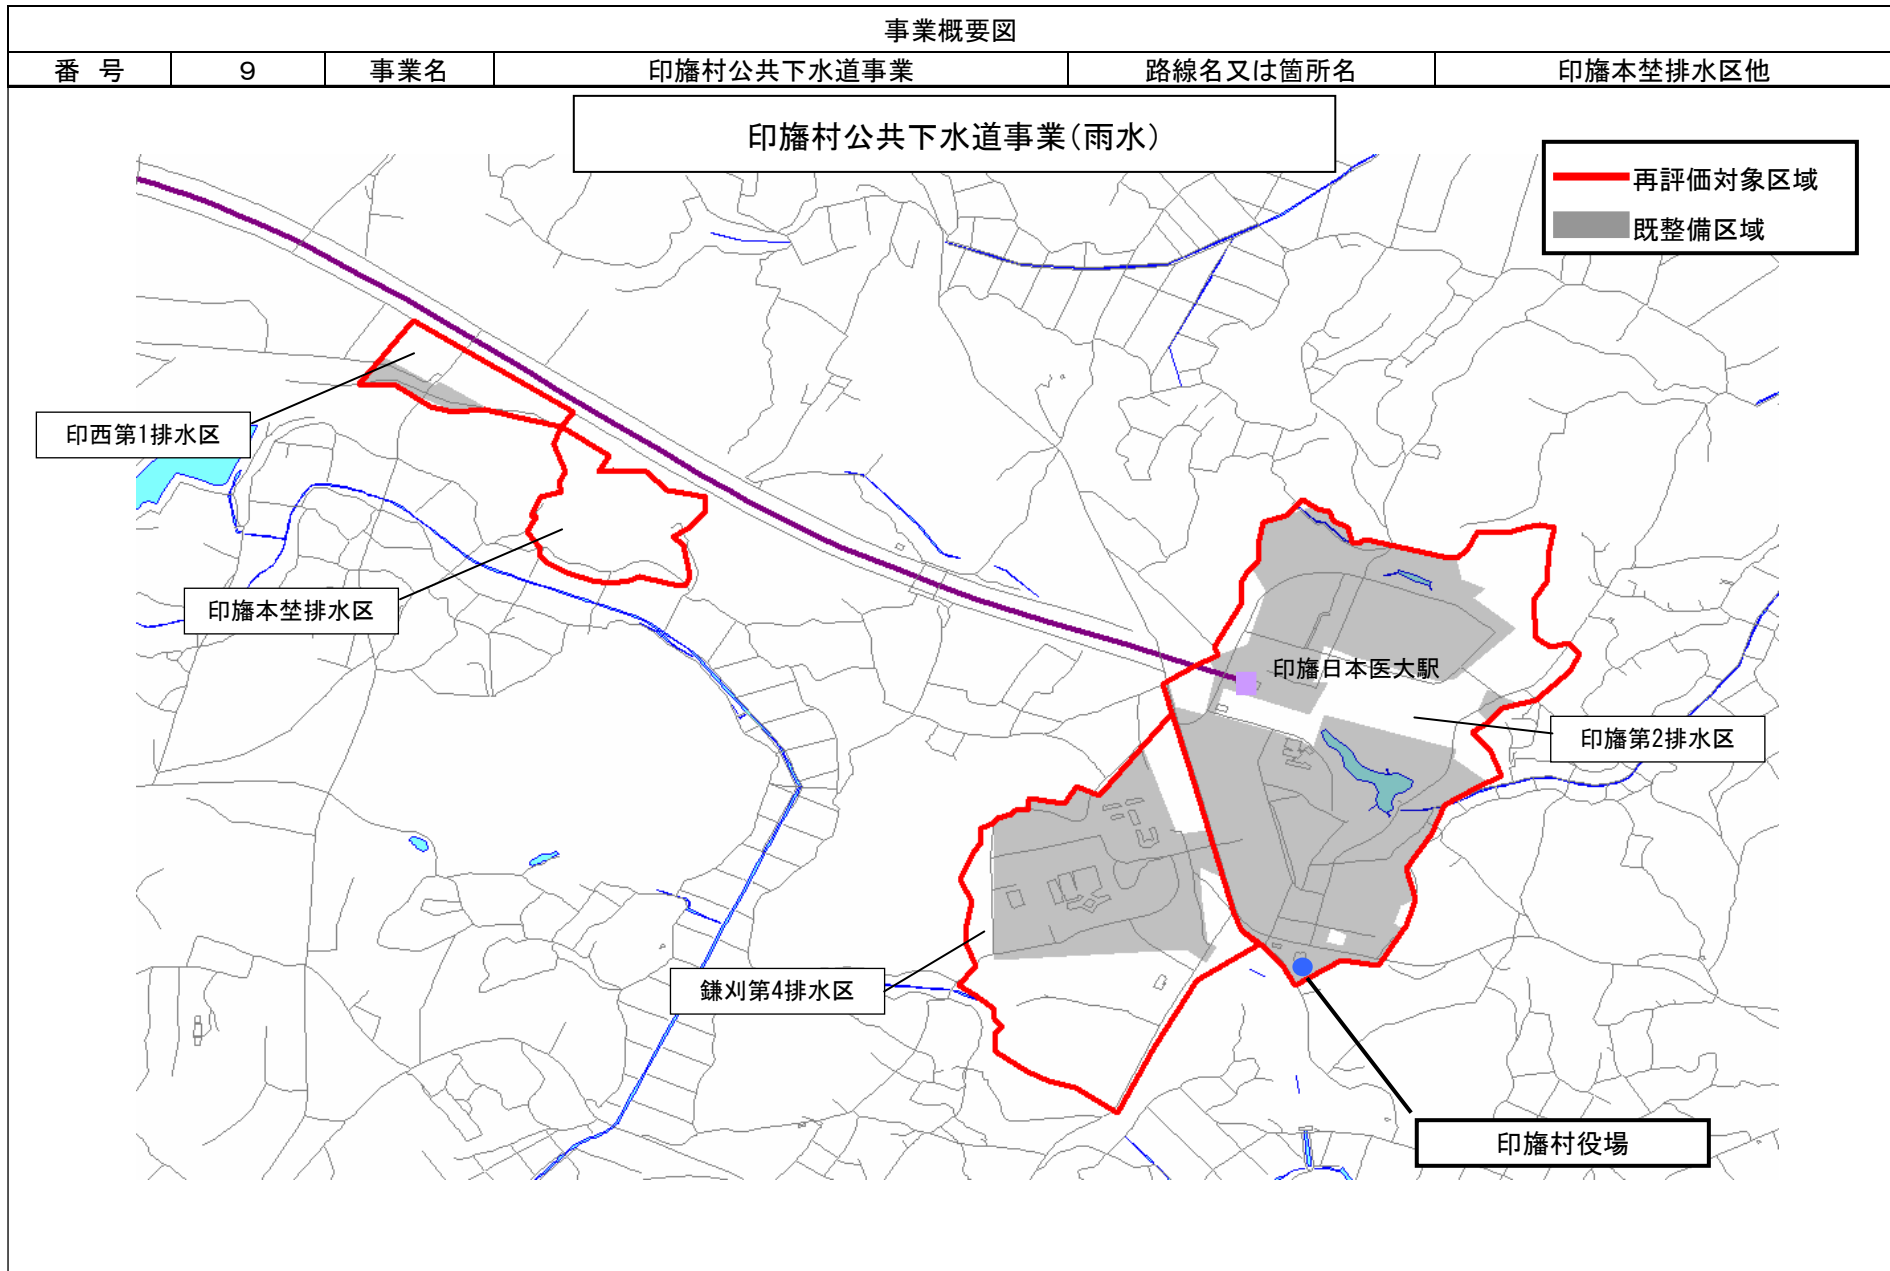 事業概要図
番 号 9 事業名 印旛村公共下水道事業 路線名又は箇所名 印旛本埜排水区他
印旛村公共下水道事業(雨水)
再評価対象区域
既整備区域
印西第1排水区
印旛本埜排水区
印旛日本医大駅
印旛第2排水区
鎌刈第4排水区
印旛村役場